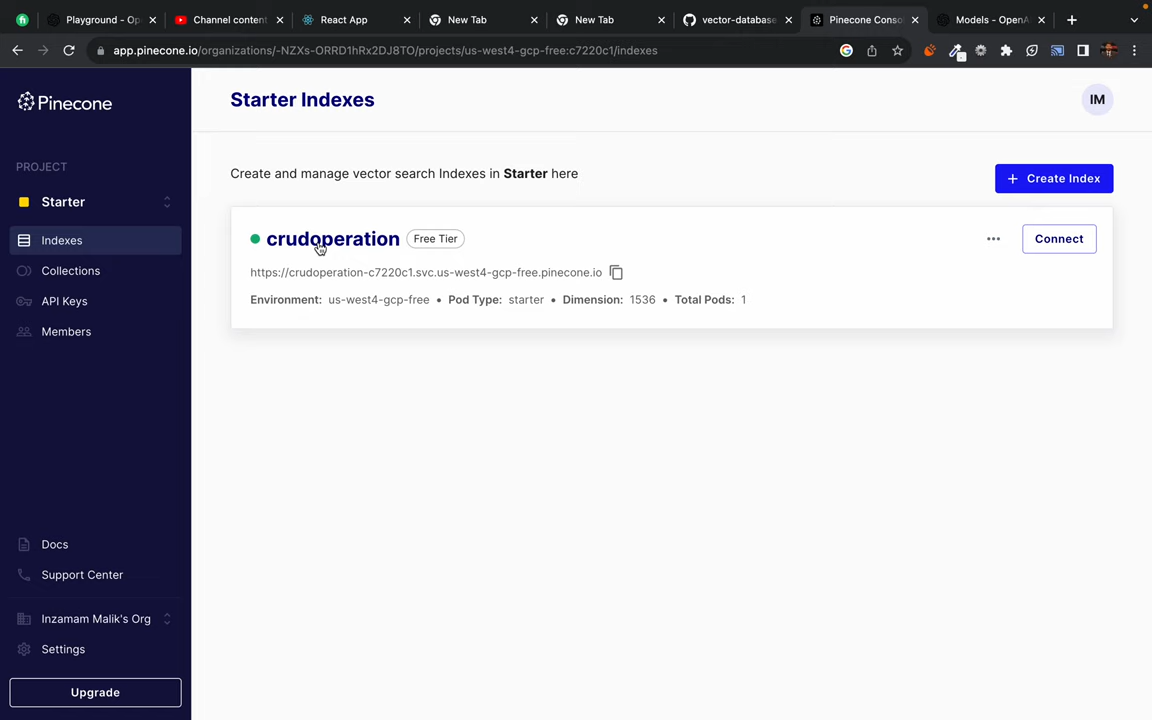 Playground - Op
Channel content
React App
New Tab
New Tab
vector-database
Pinecone Conso
Models - OpenAI
app.pinecone.io/organizations/-NZXs-ORRD1hRx2DJ8TO/projects/us-west4-gcp-free:c7220c1/indexes
Pinecone
PROJECT
Starter
Indexes
Collections
API Keys
Members
Docs
Support Center
Inzamam Malik's Org
Settings
Upgrade
Starter Indexes
IM
Create and manage vector search Indexes in Starter here
+ Create Index
crudoperation Free Tier
Connect
https://crudoperation-c7220c1.svc.us-west4-gcp-free.pinecone.io
Environment: us-west4-gcp-free • Pod Type: starter • Dimension: 1536 • Total Pods: 1